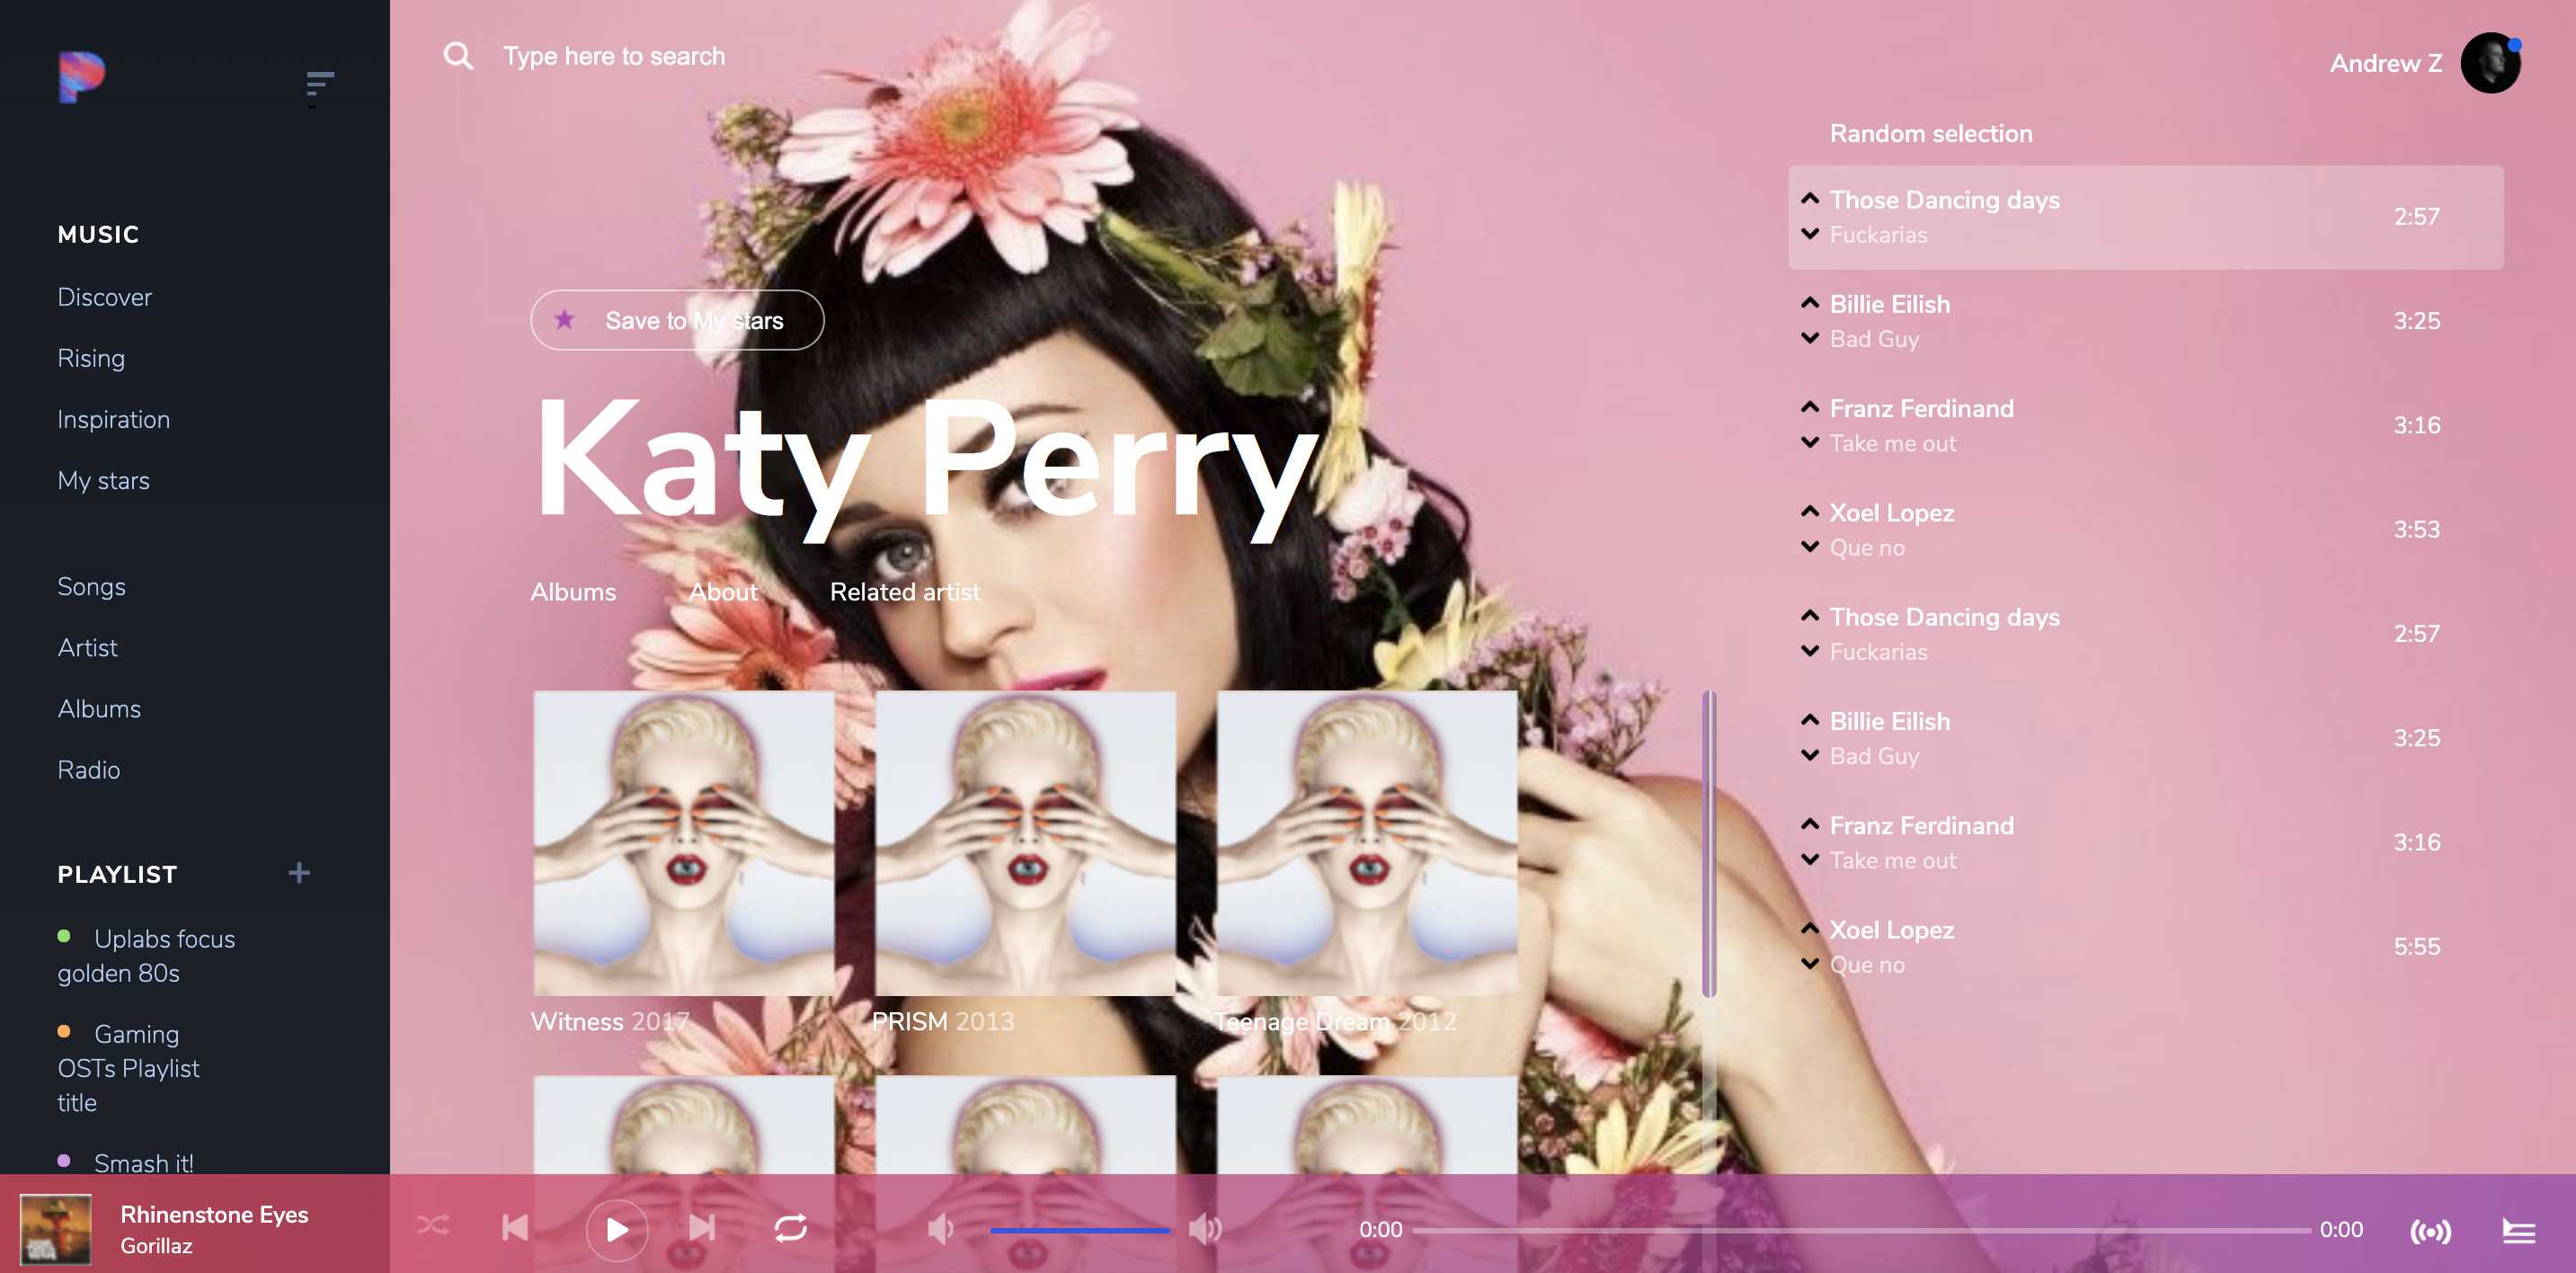 Type here to search
Andrew Z
MUSIC
Discover
Rising
Inspiration
My stars
Songs
Artist
Albums
Radio
PLAYLIST
Uplabs focus
golden 80s
Gaming
OSTs Playlist
title
Smash it!
Save to My stars
Katy Perry
Albums About Related artist
Witness 2017 PRISM 2013 Teenage Dream 2012
Random selection
Those Dancing days
Fuckarias
2:57
Billie Eilish
Bad Guy
3:25
Franz Ferdinand
Take me out
3:16
Xoel Lopez
Que no
3:53
Those Dancing days
Fuckarias
2:57
Billie Eilish
Bad Guy
3:25
Franz Ferdinand
Take me out
3:16
Xoel Lopez
Que no
5:55
Rhinenstone Eyes
Gorillaz
0:00 0:00